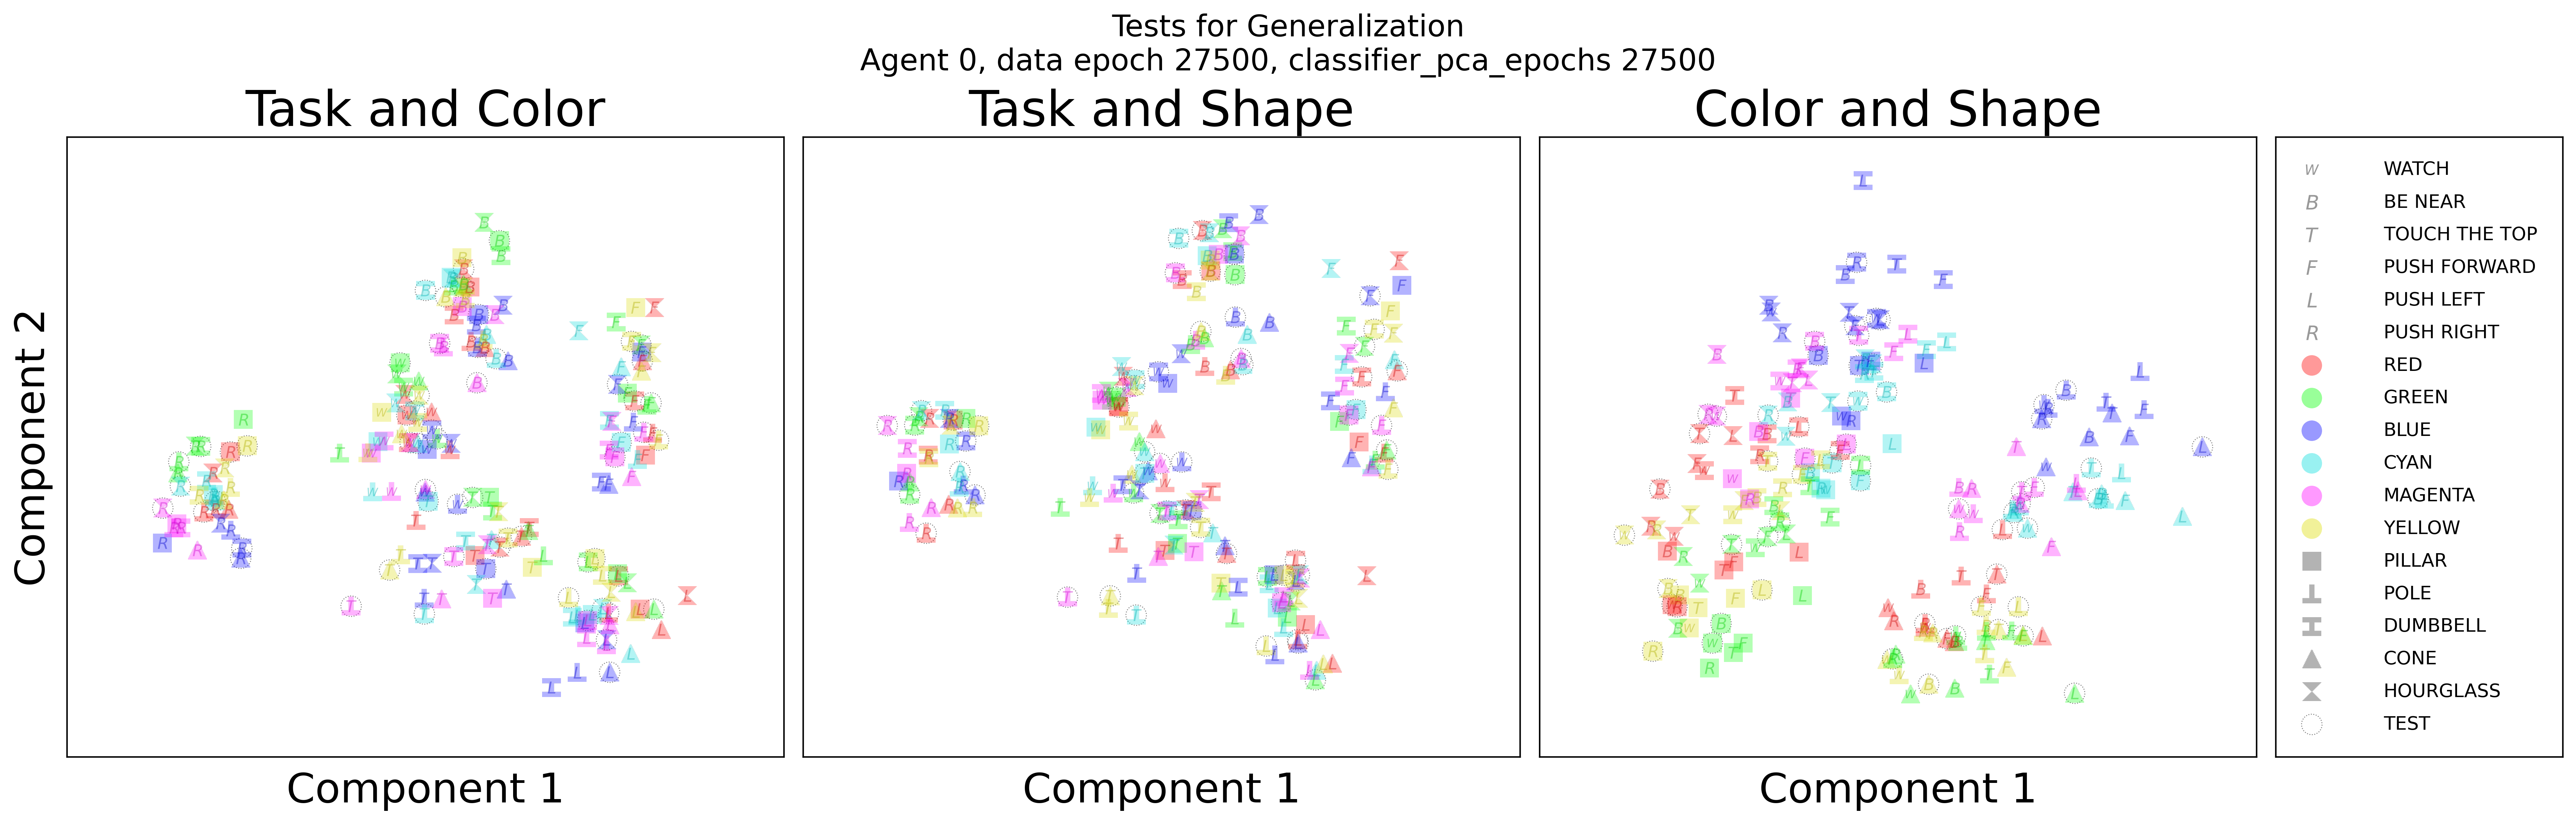 Tests for Generalization
Agent 0, data epoch 27500, classifier_pca_epochs 27500
Task and Color
Task and Shape
Color and Shape
Component 2
Component 1
Component 1
Component 1
W WATCH
B BE NEAR
T TOUCH THE TOP
F PUSH FORWARD
L PUSH LEFT
R PUSH RIGHT
RED
GREEN
BLUE
CYAN
MAGENTA
YELLOW
PILLAR
POLE
DUMBBELL
CONE
HOURGLASS
TEST